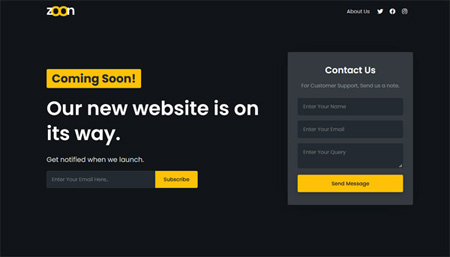 zoon
About Us
Coming Soon!
Our new website is on
its way.
Get notified when we launch.
Enter Your Email Here..
Subscribe
Contact Us
For Customer Support, Send us a note.
Enter Your Name
Enter Your Email
Enter Your Query
Send Message